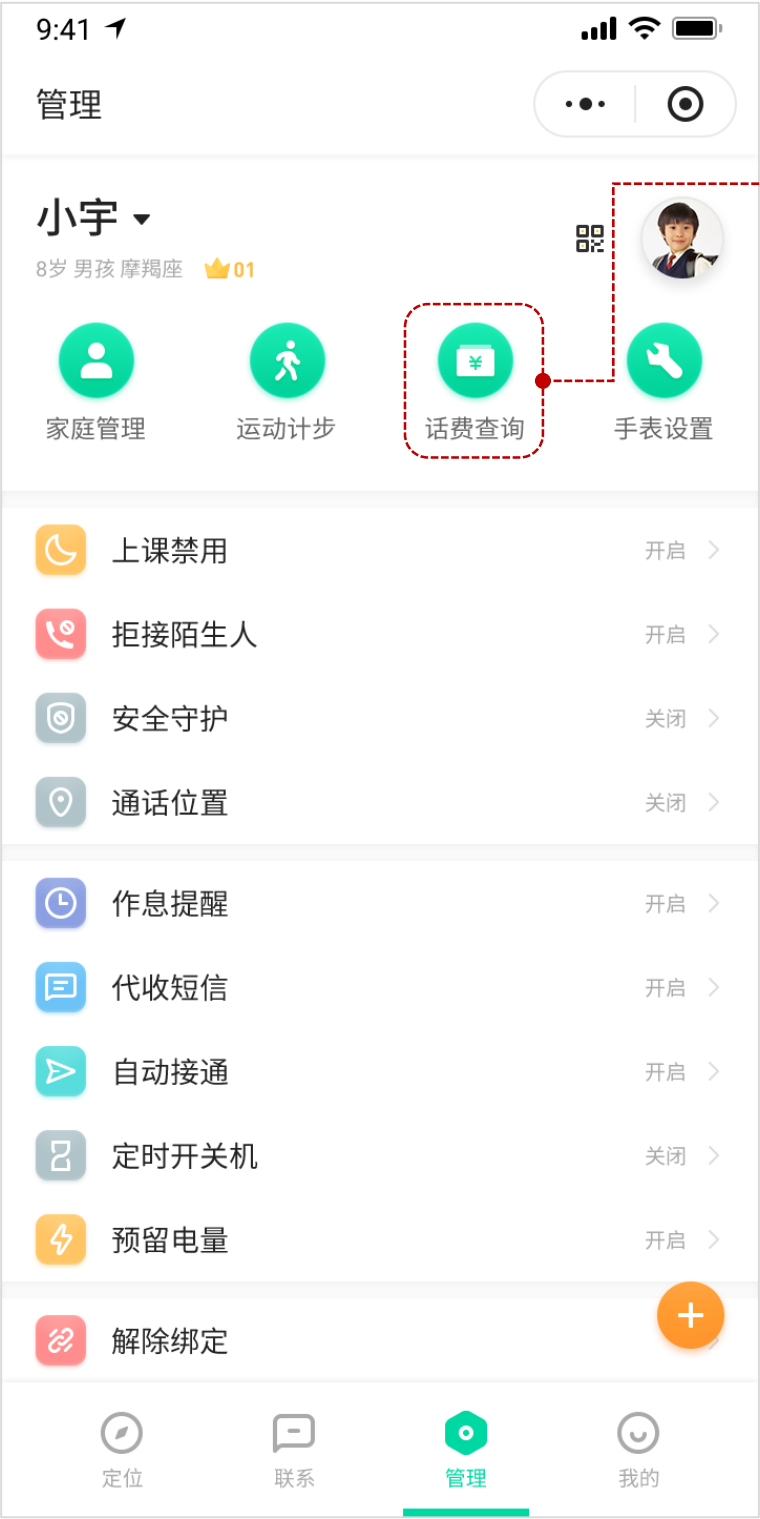 9:41
管理
小宇
8岁 男孩 摩羯座 01
家庭管理 运动计步 话费查询 手表设置
上课禁用 开启
拒接陌生人 开启
安全守护 关闭
通话位置 关闭
作息提醒 开启
代收短信 开启
自动接通 开启
定时开关机 关闭
预留电量 开启
解除绑定
定位 联系 管理 我的